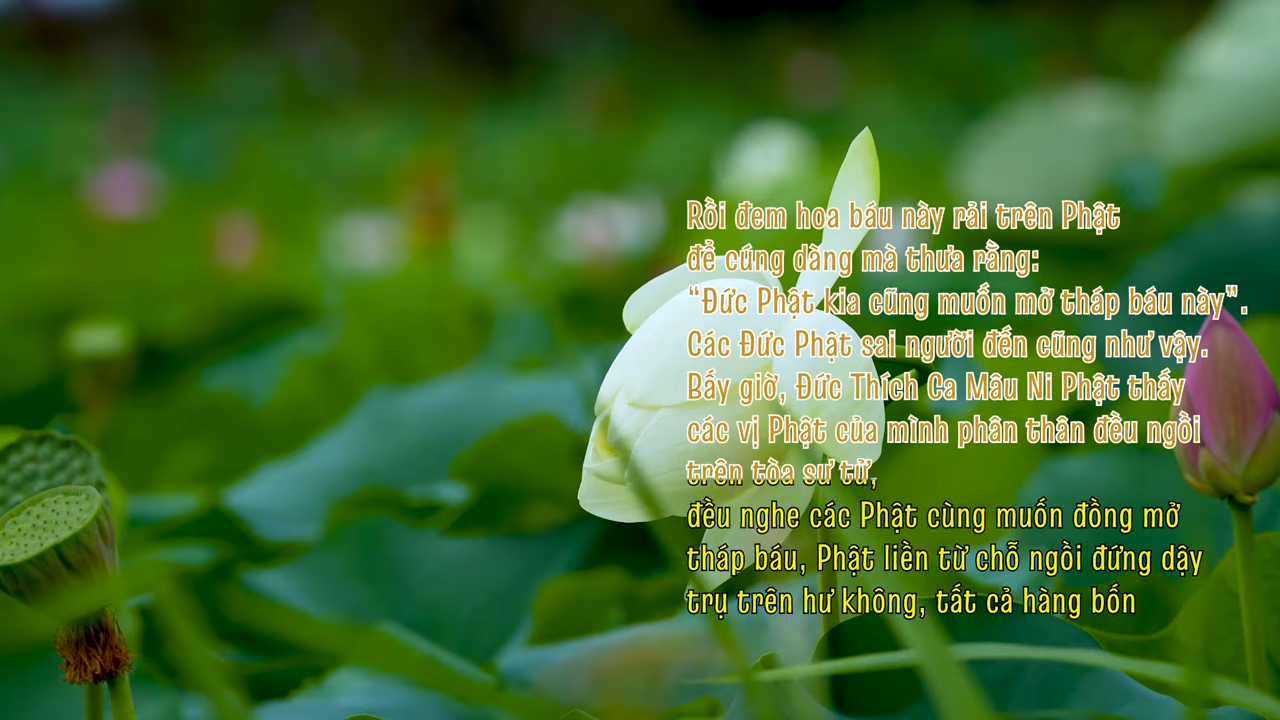 Rồi đem hoa báu này rải trên Phật
để cúng dàng mà thưa rằng:
“Đức Phật kia cũng muốn mở tháp báu này”.
Các Đức Phật sai người đến cũng như vậy.
Bấy giờ, Đức Thích Ca Mâu Ni Phật thấy
các vị Phật của mình phân thân đều ngồi
trên tòa sư tử,
đều nghe các Phật cùng muốn đồng mở
tháp báu, Phật liền từ chỗ ngồi đứng dậy
trụ trên hư không, tất cả hàng bốn